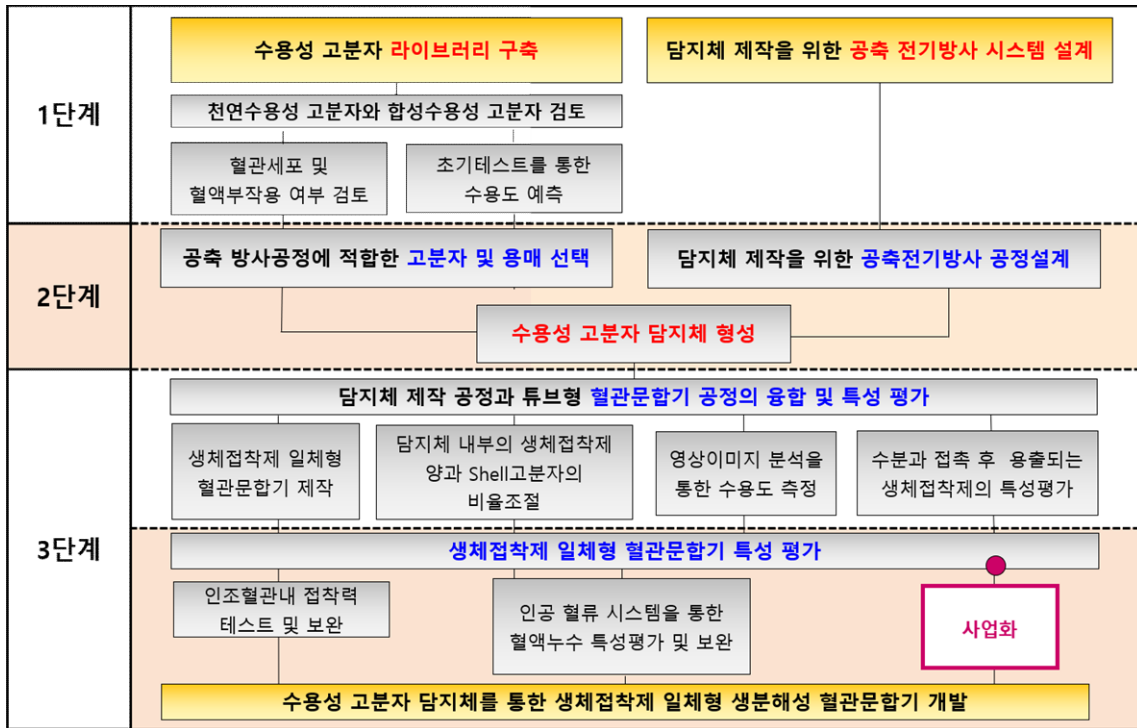 수용성 고분자 라이브러리 구축
담지체 제작을 위한 공축 전기방사 시스템 설계
1단계
천연수용성 고분자와 합성수용성 고분자 검토
혈관세포 및
혈액부작용 여부 검토
초기테스트를 통한
수용도 예측
2단계
공축 방사공정에 적합한 고분자 및 용매 선택
담지체 제작을 위한 공축전기방사 공정설계
수용성 고분자 담지체 형성
3단계
담지체 제작 공정과 튜브형 혈관문합기 공정의 융합 및 특성 평가
생체접착제 일체형
혈관문합기 제작
담지체 내부의 생체접착제
양과 Shell고분자의
비율조절
영상이미지 분석을
통한 수용도 측정
수분과 접촉 후 용출되는
생체접착제의 특성평가
생체접착제 일체형 혈관문합기 특성 평가
인조혈관내 접착력
테스트 및 보완
인공 혈류 시스템을 통한
혈액누수 특성평가 및 보완
사업화
수용성 고분자 담지체를 통한 생체접착제 일체형 생분해성 혈관문합기 개발